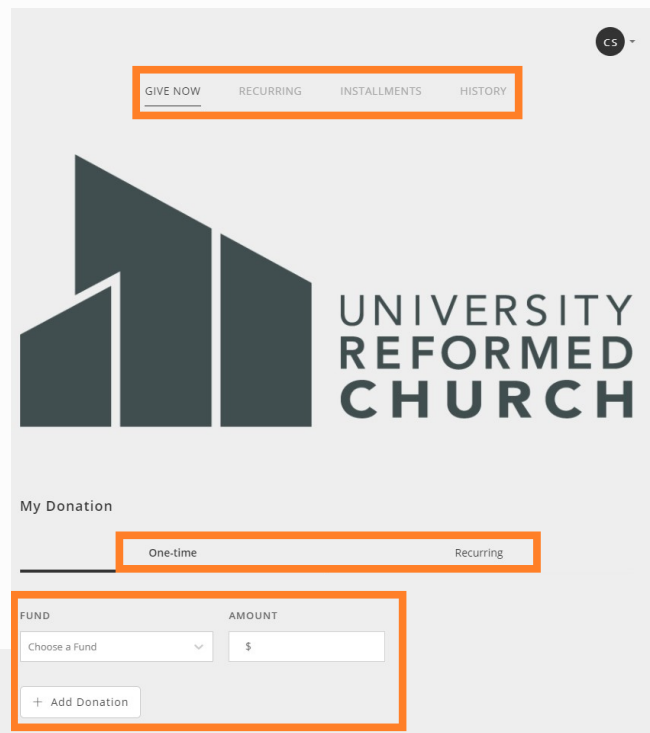 CS
GIVE NOW RECURRING INSTALLMENTS HISTORY
UNIVERSITY
REFORMED
CHURCH
My Donation
One-time Recurring
FUND AMOUNT
Choose a Fund $
+ Add Donation